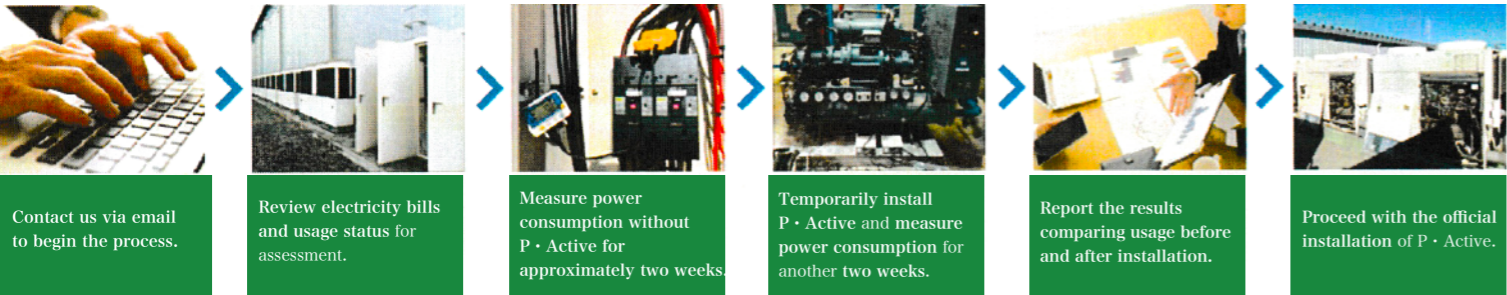 Contact us via email
to begin the process.
Review electricity bills
and usage status for
assessment.
Measure power
consumption without
P・Active for
approximately two weeks.
Temporarily install
P・Active and measure
power consumption for
another two weeks.
Report the results
comparing usage before
and after installation.
Proceed with the official
installation of P・Active.